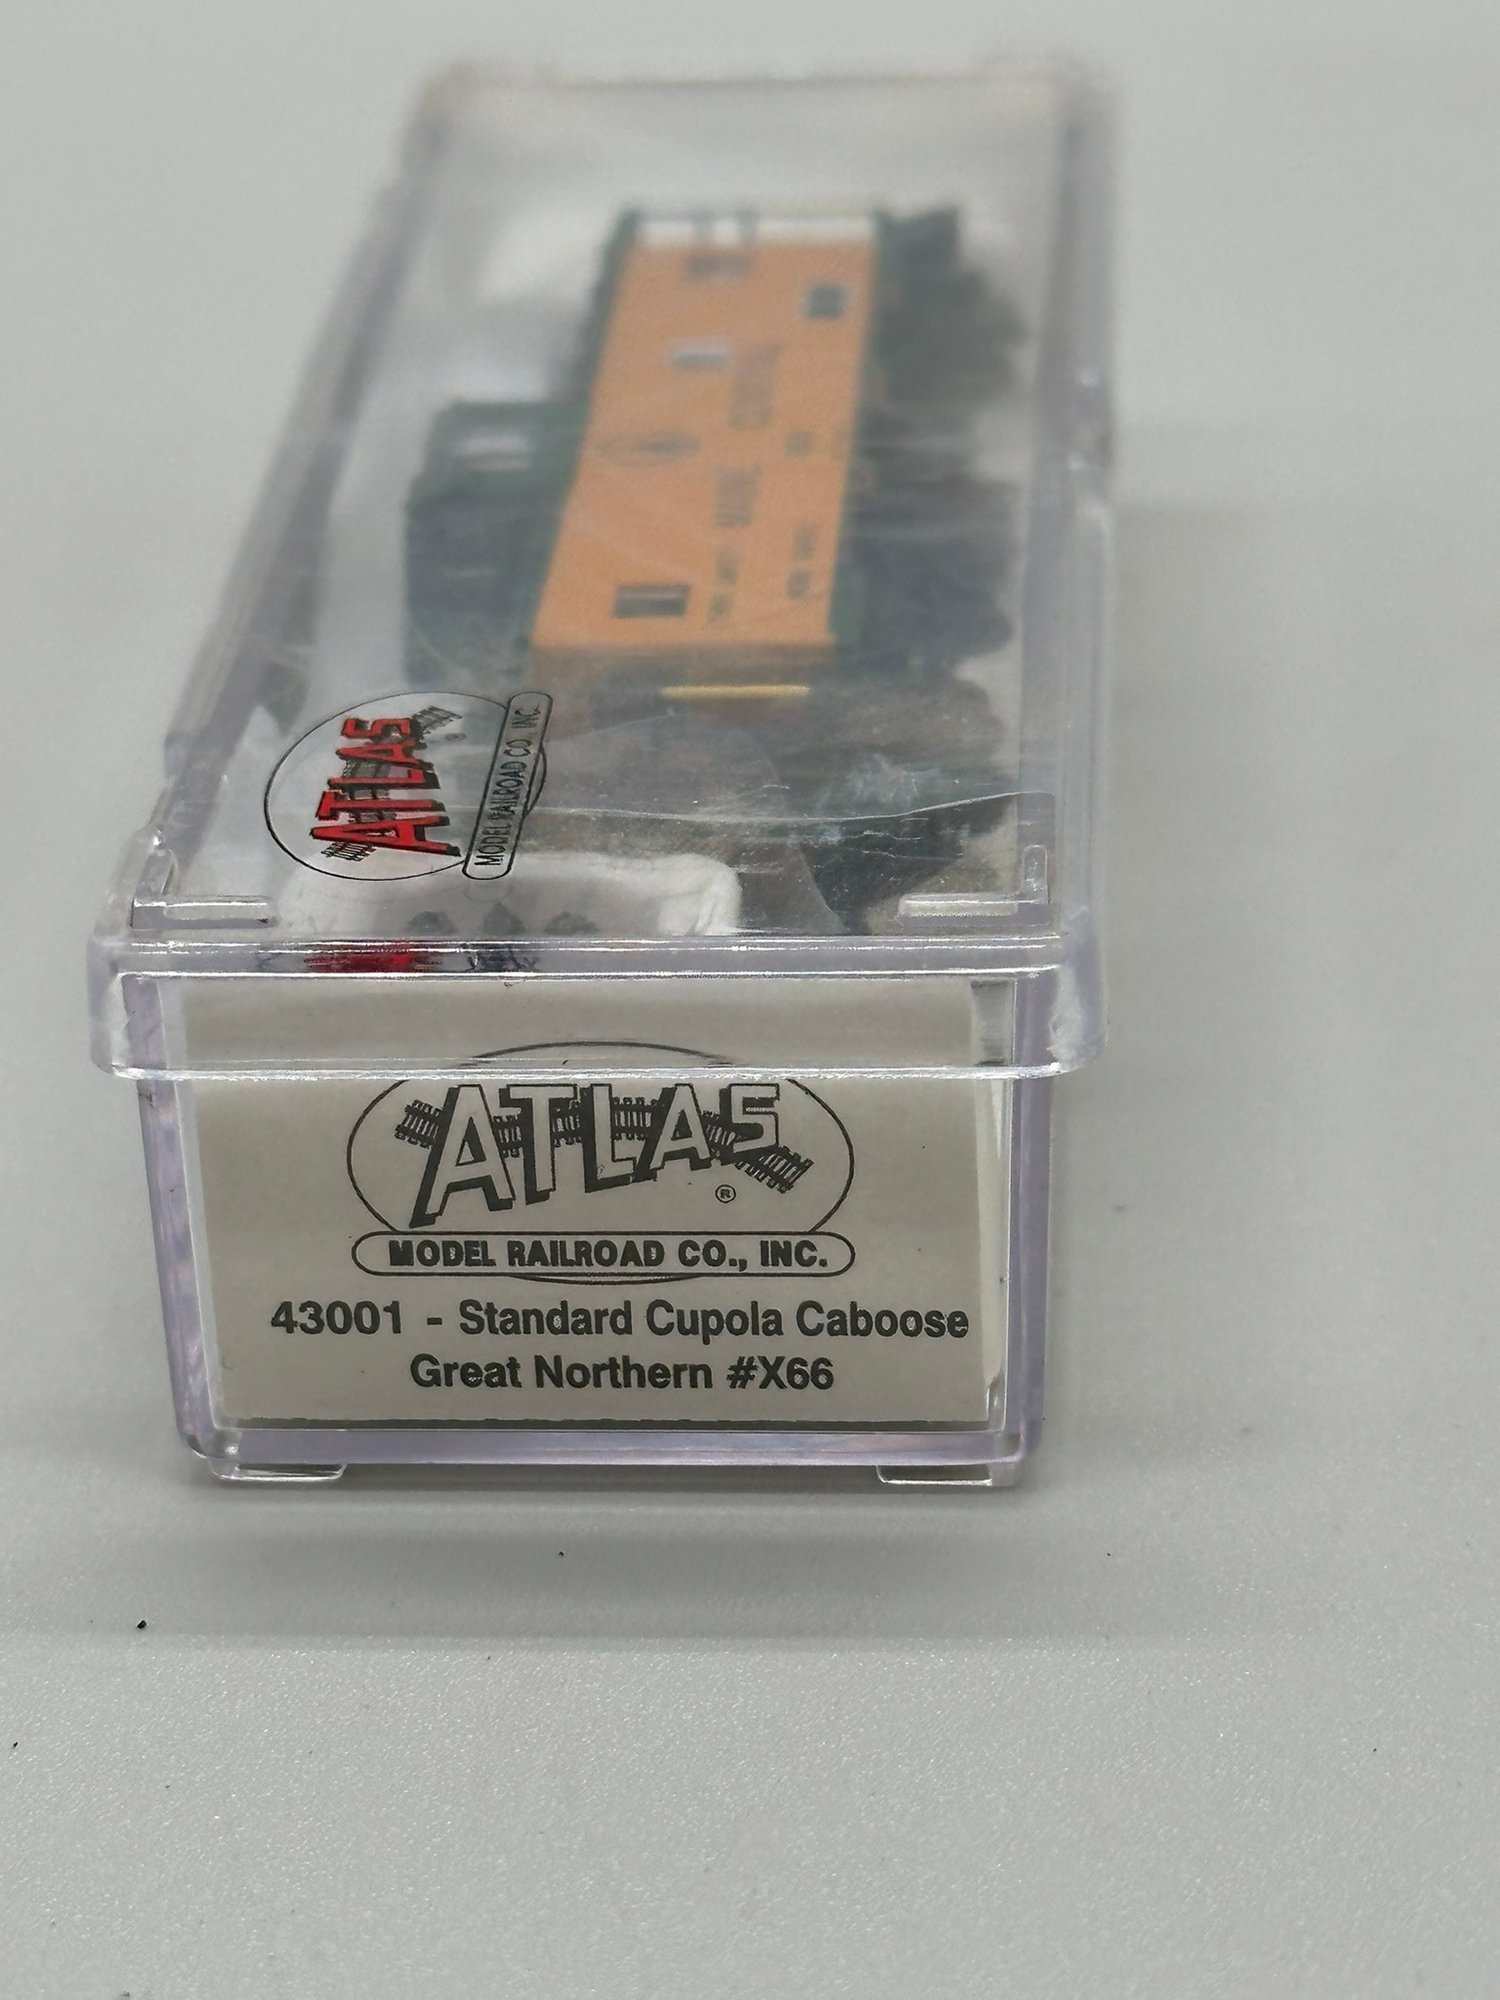 ATLAS
MODEL RAILROAD CO., INC.
ATLAS®
MODEL RAILROAD CO., INC.
43001 - Standard Cupola Caboose
Great Northern #X66